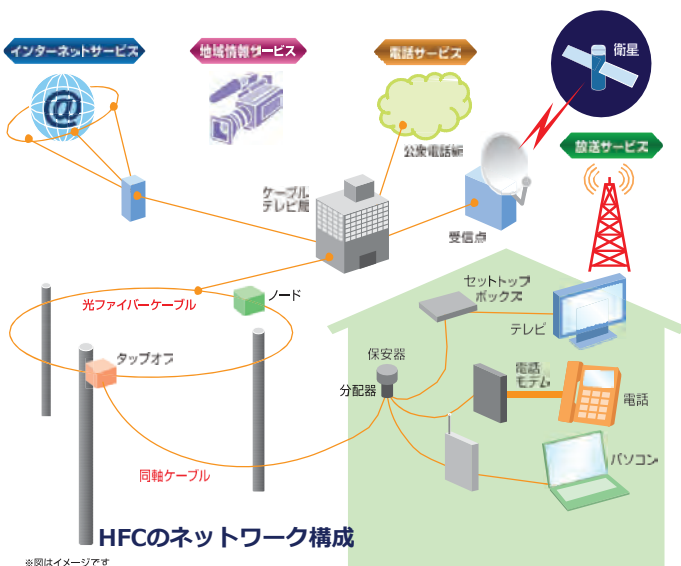 インターネットサービス
地域情報サービス
電話サービス
衛星
放送サービス
公衆電話網
ケーブル
テレビ局
受信点
セットトップ
ボックス
光ファイバーケーブル
ノード
テレビ
タップオフ
保安器
分配器
電話
モデム
電話
パソコン
同軸ケーブル
HFCのネットワーク構成
※図はイメージです
@